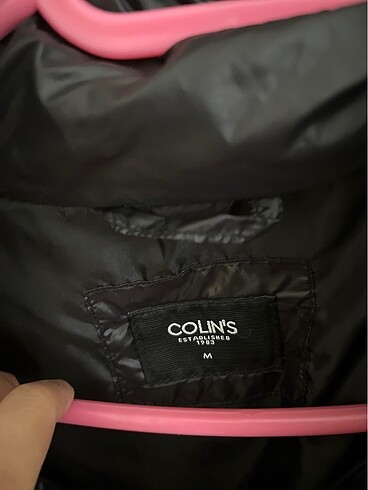 COLIN'S
ESTABLISHED
1983
M